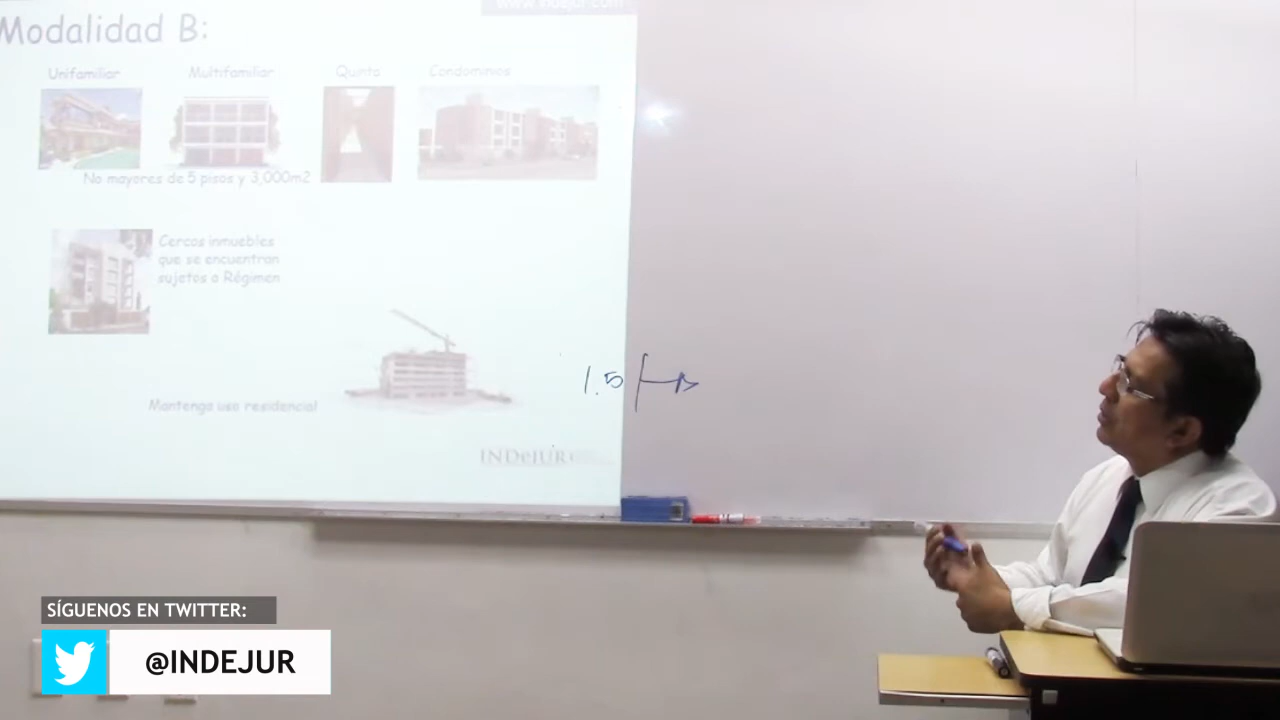 www.indejur.com
Modalidad B:
Unifamiliar
Multifamiliar
Quinta
Condominios
No mayores de 5 pisos y 3,000m2
Cercos inmuebles
que se encuentran
sujetos a Régimen
1.5
Mantenga uso residencial
INDeJUR
SÍGUENOS EN TWITTER:
@INDEJUR